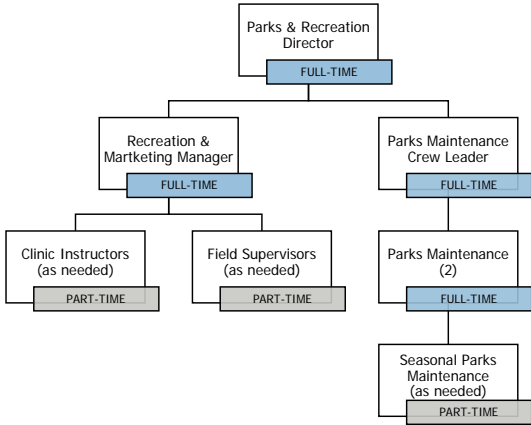 Parks & Recreation
Director
FULL-TIME
Recreation &
Martketing Manager
FULL-TIME
Parks Maintenance
Crew Leader
FULL-TIME
Clinic Instructors
(as needed)
PART-TIME
Field Supervisors
(as needed)
PART-TIME
Parks Maintenance
(2)
FULL-TIME
Seasonal Parks
Maintenance
(as needed)
PART-TIME